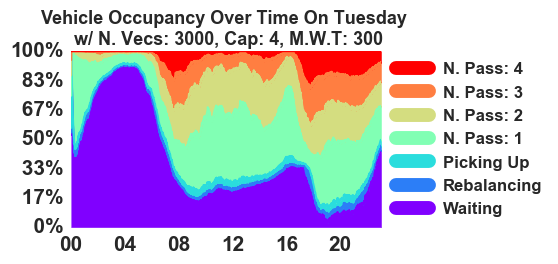 Vehicle Occupancy Over Time On Tuesday
w/ N. Vecs: 3000, Cap: 4, M.W.T: 300
100%
83%
67%
50%
33%
17%
0%
00 04 08 12 16 20
N. Pass: 4
N. Pass: 3
N. Pass: 2
N. Pass: 1
Picking Up
Rebalancing
Waiting